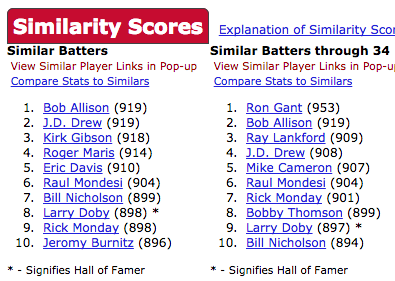 Similarity Scores
Explanation of Similarity Scor
Similar Batters
View Similar Player Links in Pop-up
Compare Stats to Similars
1. Bob Allison (919)
2. J.D. Drew (919)
3. Kirk Gibson (918)
4. Roger Maris (914)
5. Eric Davis (910)
6. Raul Mondesi (904)
7. Bill Nicholson (899)
8. Larry Doby (898) *
9. Rick Monday (898)
10. Jeromy Burnitz (896)
* - Signifies Hall of Famer
Similar Batters through 34
View Similar Player Links in Pop-u
Compare Stats to Similars
1. Ron Gant (953)
2. Bob Allison (919)
3. Ray Lankford (909)
4. J.D. Drew (908)
5. Mike Cameron (907)
6. Raul Mondesi (904)
7. Rick Monday (901)
8. Bobby Thomson (899)
9. Larry Doby (897) *
10. Bill Nicholson (894)
* - Signifies Hall of Famer